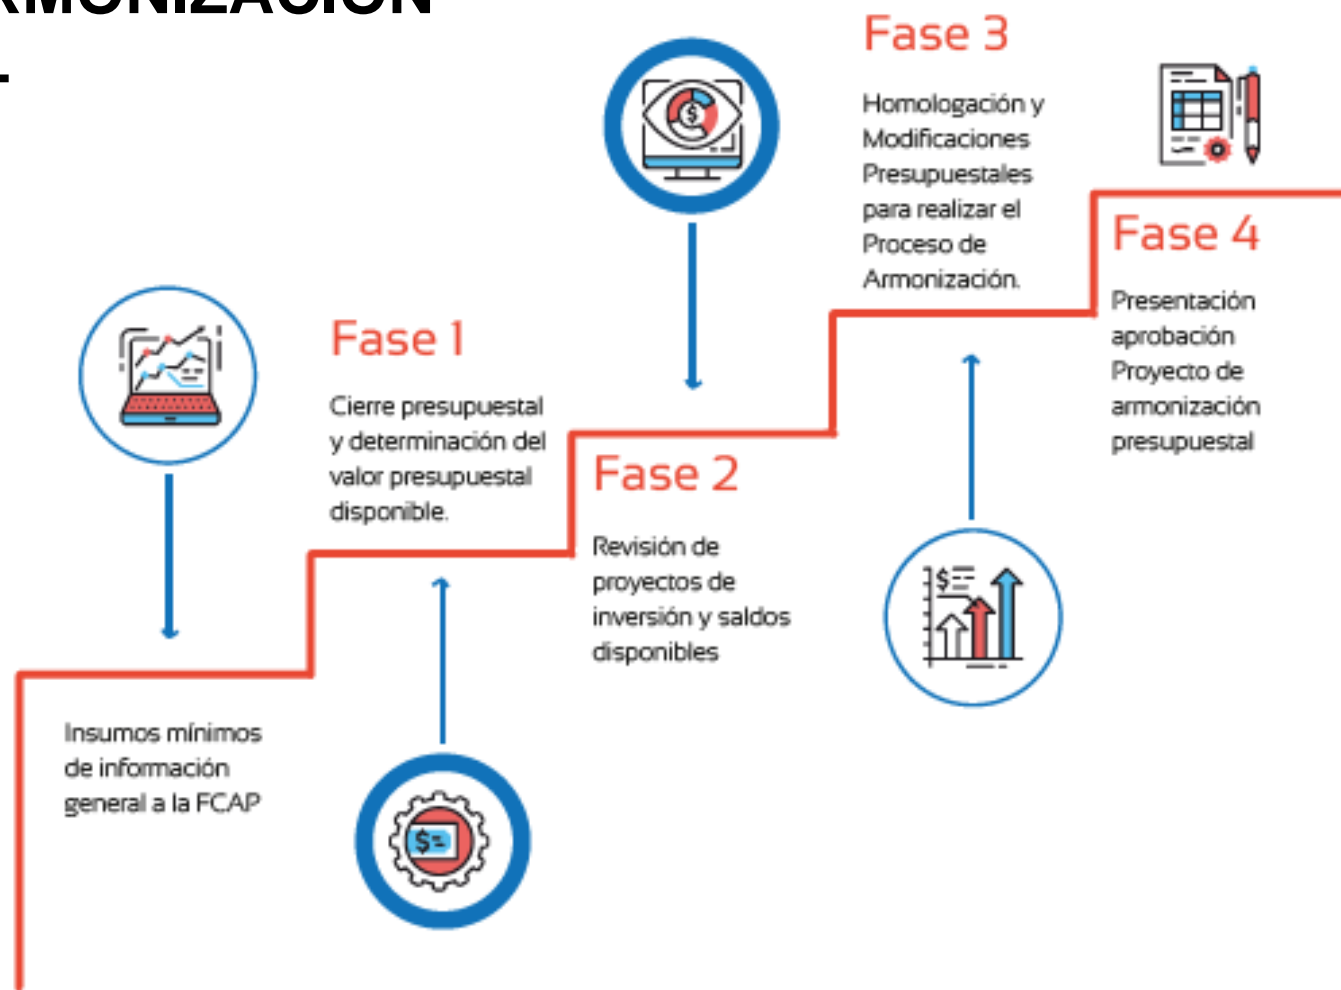 RMONIZACIÓN
Fase 3
Homologación y
Modificaciones
Presupuestales
para realizar el
Proceso de
Armonización.
Fase 4
Presentación
aprobación
Proyecto de
armonización
presupuestal
Fase 1
Cierre presupuestal
y determinación del
valor presupuestal
disponible.
Fase 2
Revisión de
proyectos de
inversión y saldos
disponibles
Insumos mínimos
de información
general a la FCAP
$
$
$